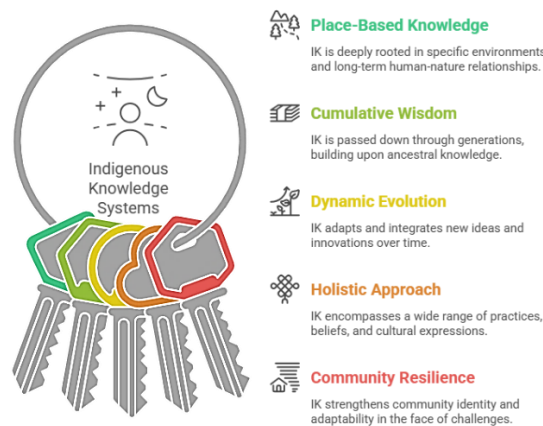 Indigenous
Knowledge
Systems
Place-Based Knowledge
IK is deeply rooted in specific environments
and long-term human-nature relationships.
Cumulative Wisdom
IK is passed down through generations,
building upon ancestral knowledge.
Dynamic Evolution
IK adapts and integrates new ideas and
innovations over time.
Holistic Approach
IK encompasses a wide range of practices,
beliefs, and cultural expressions.
Community Resilience
IK strengthens community identity and
adaptability in the face of challenges.